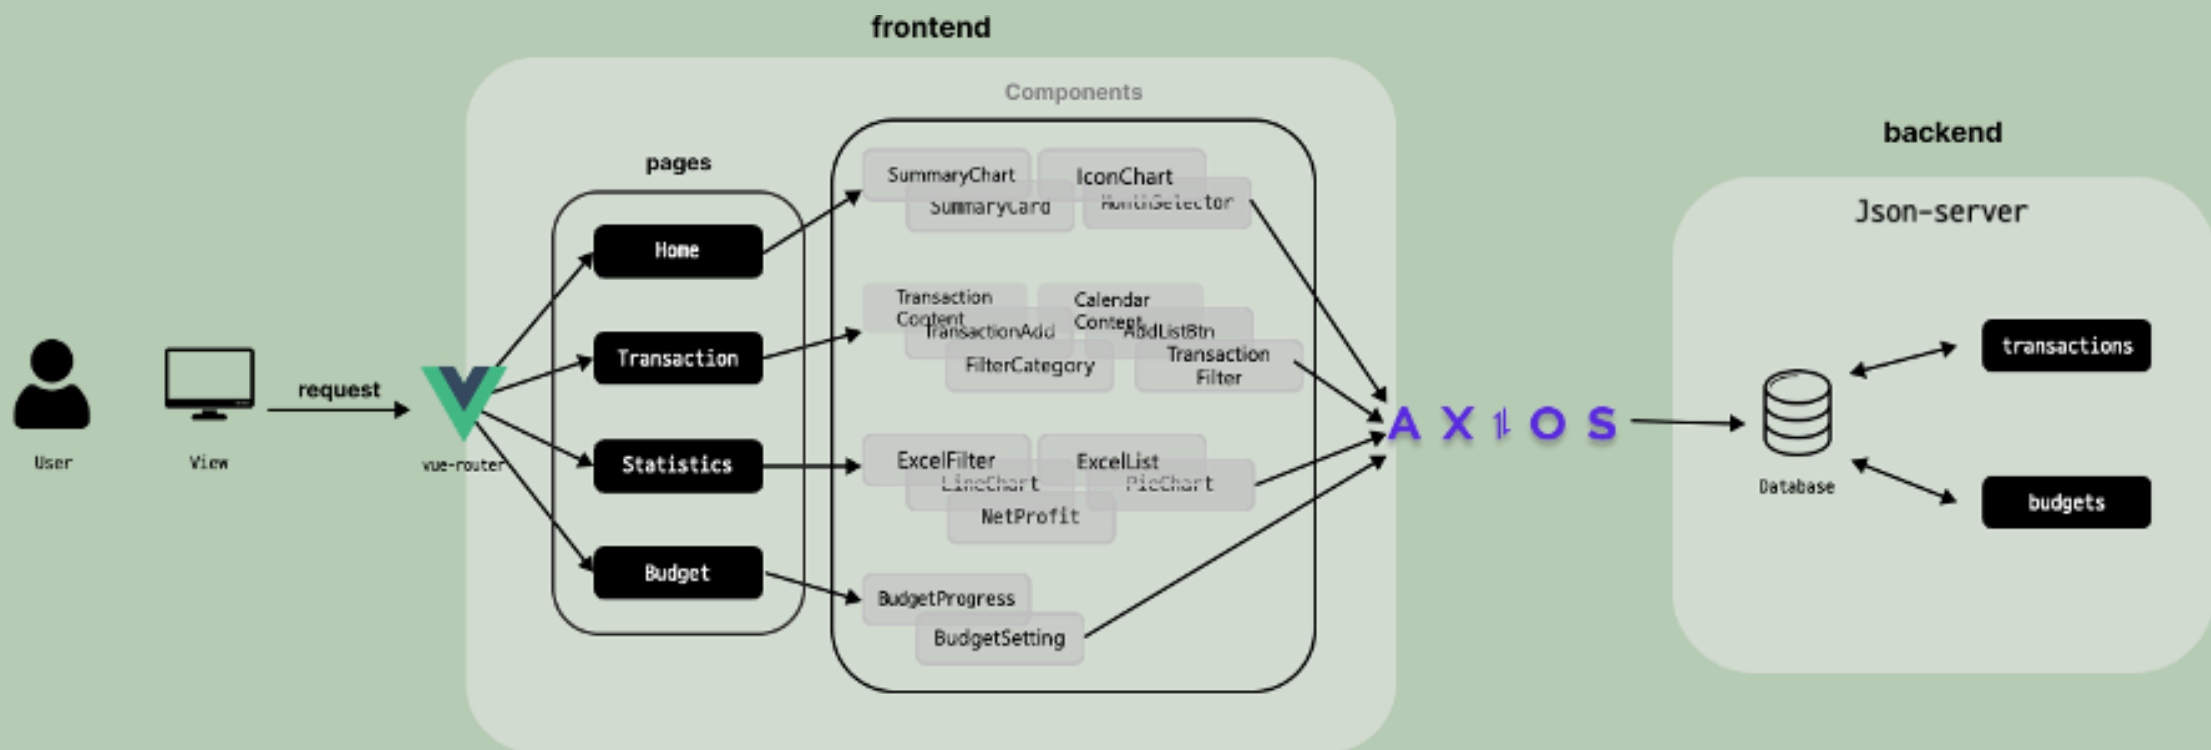 frontend
Components
pages
SummaryChart
IconChart
SummaryCard
MonthSelector
Home
Transaction
Content
Calendar
Content
TransactionAdd
AddListBtn
FilterCategory
Transaction
Filter
Transaction
ExcelFilter
ExcelList
LineChart
PieChart
NetProfit
Statistics
BudgetProgress
BudgetSetting
Budget
User
View
request
vue-router
AXIOS
backend
Json-server
Database
transactions
budgets